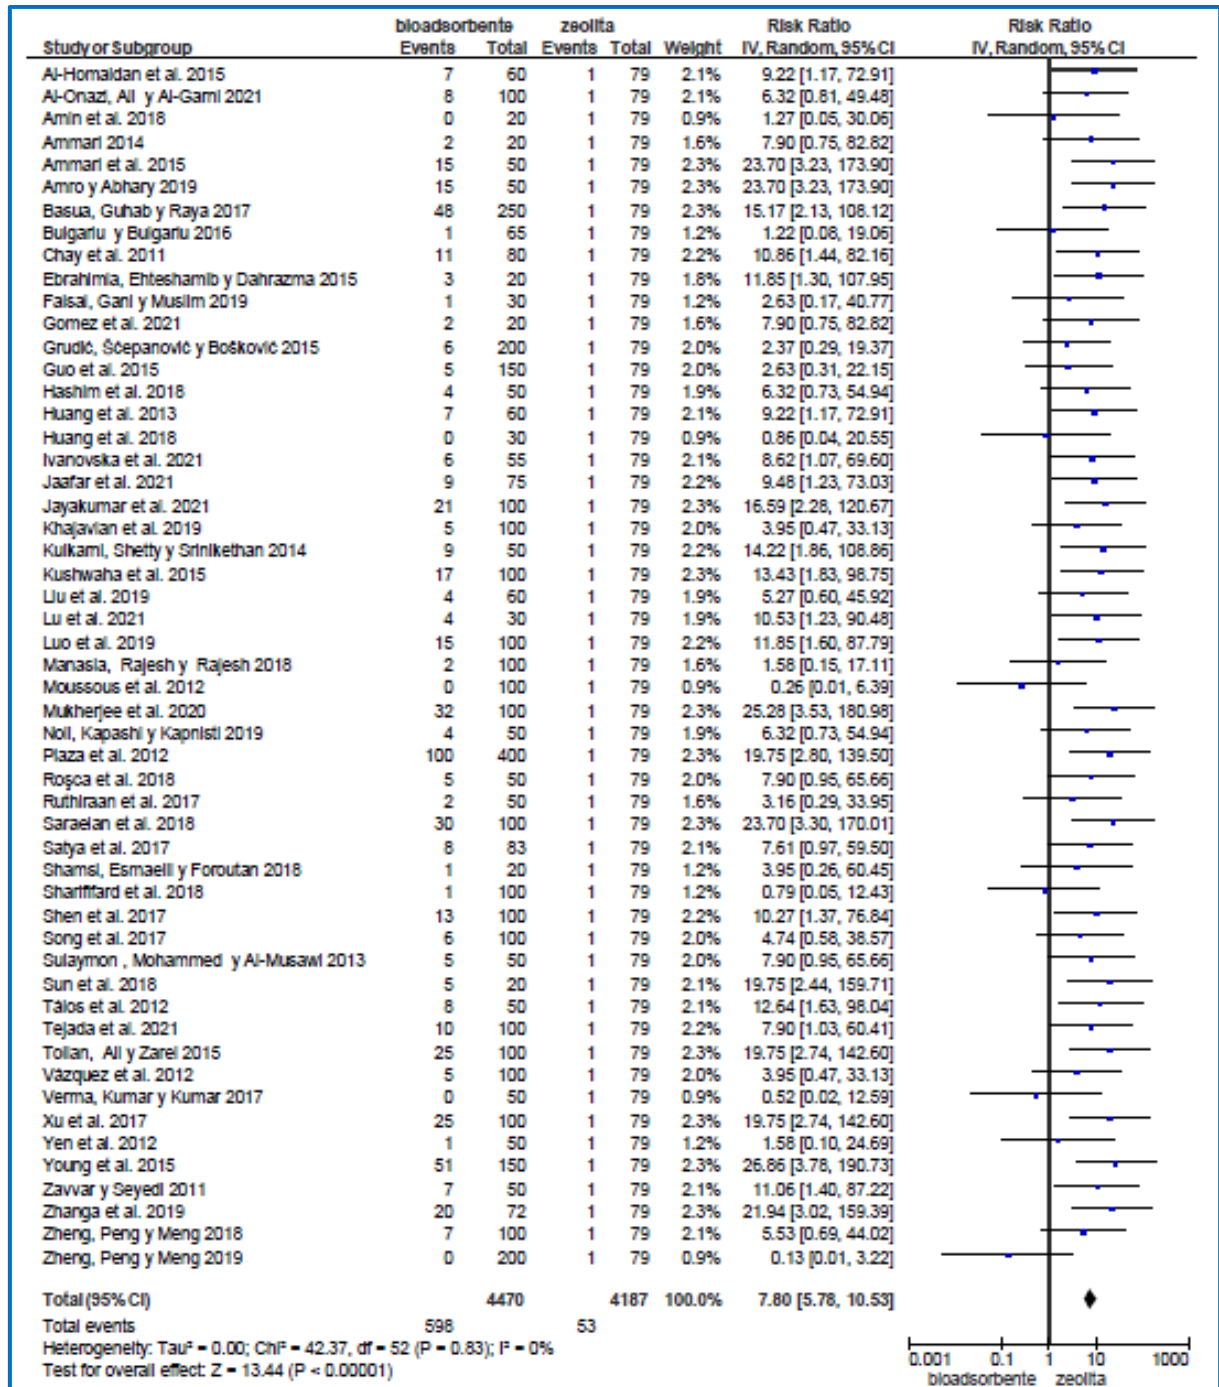 bioadsorbente zeolita Risk Ratio Risk Ratio
Study or Subgroup Events Total Events Total Weight IV, Random, 95% CI IV, Random, 95% CI
Al-Homaidan et al. 2015 7 60 1 79 2.1% 9.22 [1.17, 72.91]
Al-Onazi, Ali y Al-Garni 2021 8 100 1 79 2.1% 6.32 [0.81, 49.48]
Amin et al. 2018 0 20 1 79 0.9% 1.27 [0.05, 30.06]
Ammari 2014 2 20 1 79 1.6% 7.90 [0.75, 82.82]
Ammari et al. 2015 15 50 1 79 2.3% 23.70 [3.23, 173.90]
Amro y Abhary 2019 15 50 1 79 2.3% 23.70 [3.23, 173.90]
Basua, Guhab y Raya 2017 48 250 1 79 2.3% 15.17 [2.13, 108.12]
Bulgariu y Bulgariu 2016 1 65 1 79 1.2% 1.22 [0.08, 19.06]
Chay et al. 2011 11 80 1 79 2.2% 10.86 [1.44, 82.16]
Ebrahimia, Ehteshamib y Dahrazma 2015 3 20 1 79 1.8% 11.85 [1.30, 107.95]
Faisal, Gani y Muslim 2019 1 30 1 79 1.2% 2.63 [0.17, 40.77]
Gomez et al. 2021 2 20 1 79 1.6% 7.90 [0.75, 82.82]
Grudić, Šćepanović y Bošković 2015 6 200 1 79 2.0% 2.37 [0.29, 19.37]
Guo et al. 2015 5 150 1 79 2.0% 2.63 [0.31, 22.15]
Hashim et al. 2018 4 50 1 79 1.9% 6.32 [0.73, 54.94]
Huang et al. 2013 7 60 1 79 2.1% 9.22 [1.17, 72.91]
Huang et al. 2018 0 30 1 79 0.9% 0.86 [0.04, 20.55]
Ivanovska et al. 2021 6 55 1 79 2.1% 8.62 [1.07, 69.60]
Jaafar et al. 2021 9 75 1 79 2.2% 9.48 [1.23, 73.03]
Jayakumar et al. 2021 21 100 1 79 2.3% 16.59 [2.28, 120.67]
Khajavian et al. 2019 5 100 1 79 2.0% 3.95 [0.47, 33.13]
Kulkarni, Shetty y Srinikethan 2014 9 50 1 79 2.2% 14.22 [1.86, 108.86]
Kushwaha et al. 2015 17 100 1 79 2.3% 13.43 [1.83, 98.75]
Liu et al. 2019 4 60 1 79 1.9% 5.27 [0.60, 45.92]
Lu et al. 2021 4 30 1 79 1.9% 10.53 [1.23, 90.48]
Luo et al. 2019 15 100 1 79 2.2% 11.85 [1.60, 87.79]
Manasia, Rajesh y Rajesh 2018 2 100 1 79 1.6% 1.58 [0.15, 17.11]
Moussous et al. 2012 0 100 1 79 0.9% 0.26 [0.01, 6.39]
Mukherjee et al. 2020 32 100 1 79 2.3% 25.28 [3.53, 180.98]
Noli, Kapashi y Kapnisti 2019 4 50 1 79 1.9% 6.32 [0.73, 54.94]
Plaza et al. 2012 100 400 1 79 2.3% 19.75 [2.80, 139.50]
Roşca et al. 2018 5 50 1 79 2.0% 7.90 [0.95, 65.66]
Ruthiraan et al. 2017 2 50 1 79 1.6% 3.16 [0.29, 33.95]
Saraeian et al. 2018 30 100 1 79 2.3% 23.70 [3.30, 170.01]
Satya et al. 2017 8 83 1 79 2.1% 7.61 [0.97, 59.50]
Shamsi, Esmaeili y Foroutan 2018 1 20 1 79 1.2% 3.95 [0.26, 60.45]
Sharififard et al. 2018 1 100 1 79 1.2% 0.79 [0.05, 12.43]
Shen et al. 2017 13 100 1 79 2.2% 10.27 [1.37, 76.84]
Song et al. 2017 6 100 1 79 2.0% 4.74 [0.58, 38.57]
Sulaymon , Mohammed y Al-Musawi 2013 5 50 1 79 2.0% 7.90 [0.95, 65.66]
Sun et al. 2018 5 20 1 79 2.1% 19.75 [2.44, 159.71]
Tálos et al. 2012 8 50 1 79 2.1% 12.64 [1.63, 98.04]
Tejada et al. 2021 10 100 1 79 2.2% 7.90 [1.03, 60.41]
Tolian, Ali y Zarei 2015 25 100 1 79 2.3% 19.75 [2.74, 142.60]
Vázquez et al. 2012 5 100 1 79 2.0% 3.95 [0.47, 33.13]
Verma, Kumar y Kumar 2017 0 50 1 79 0.9% 0.52 [0.02, 12.59]
Xu et al. 2017 25 100 1 79 2.3% 19.75 [2.74, 142.60]
Yen et al. 2012 1 50 1 79 1.2% 1.58 [0.10, 24.69]
Young et al. 2015 51 150 1 79 2.3% 26.86 [3.78, 190.73]
Zavvar y Seyedi 2011 7 50 1 79 2.1% 11.06 [1.40, 87.22]
Zhanga et al. 2019 20 72 1 79 2.3% 21.94 [3.02, 159.39]
Zheng, Peng y Meng 2018 7 100 1 79 2.1% 5.53 [0.69, 44.02]
Zheng, Peng y Meng 2019 0 200 1 79 0.9% 0.13 [0.01, 3.22]
Total (95% CI) 4470 4187 100.0% 7.80 [5.78, 10.53]
Total events 598 53
Heterogeneity: Tau² = 0.00; Chi² = 42.37, df = 52 (P = 0.83); I² = 0%
Test for overall effect: Z = 13.44 (P < 0.00001)
0.001 0.1 1 10 1000
bioadsorbente zeolita